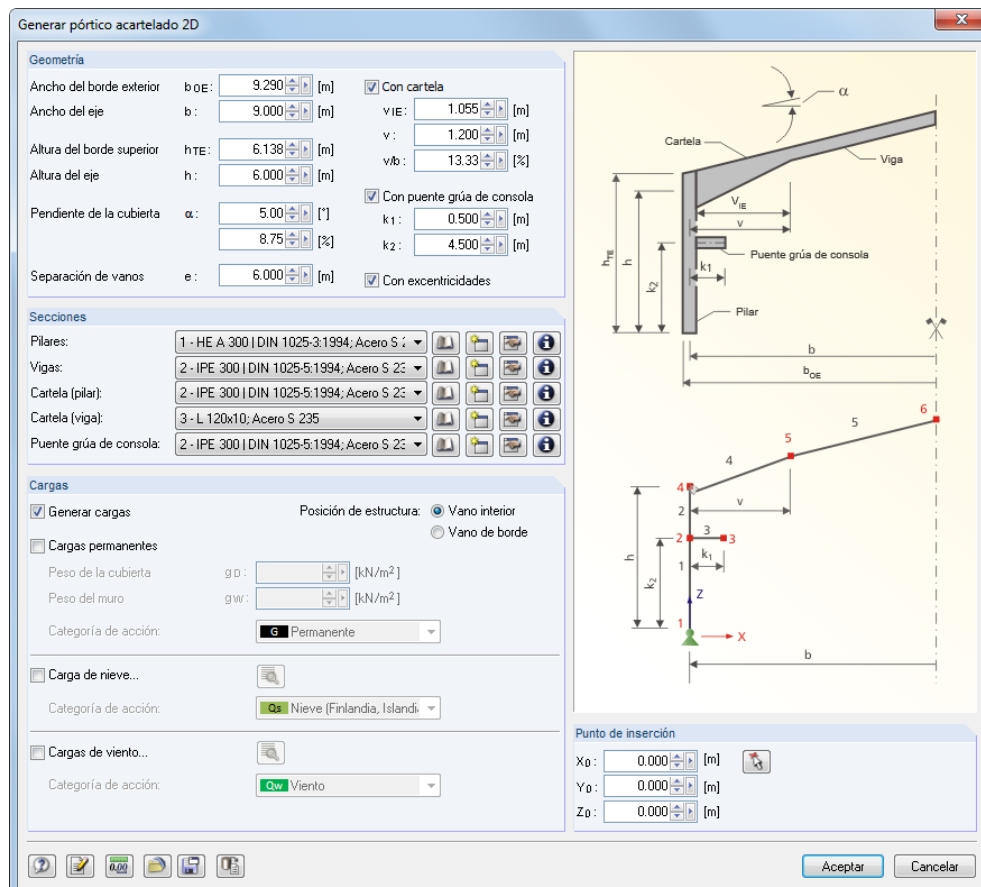 Generar pórtico acartelado 2D
Geometría
Ancho del borde exterior bOE: 9.290 [m]
Ancho del eje b: 9.000 [m]
Altura del borde superior hTE: 6.138 [m]
Altura del eje h: 6.000 [m]
Pendiente de la cubierta α: 5.00 [°]
8.75 [%]
Separación de vanos e: 6.000 [m]
Con cartela
vIE: 1.055 [m]
v: 1.200 [m]
v/b: 13.33 [%]
Con puente grúa de consola
k1: 0.500 [m]
k2: 4.500 [m]
Con excentricidades
Secciones
Pilares: 1 - HE A 300 | DIN 1025-3:1994; Acero S 2
Vigas: 2 - IPE 300 | DIN 1025-5:1994; Acero S 23
Cartela (pilar): 2 - IPE 300 | DIN 1025-5:1994; Acero S 23
Cartela (viga): 3 - L 120x10; Acero S 235
Puente grúa de consola: 2 - IPE 300 | DIN 1025-5:1994; Acero S 23
Cargas
Generar cargas
Posición de estructura: Vano interior
Vano de borde
Cargas permanentes
Peso de la cubierta gD: [kN/m²]
Peso del muro gW: [kN/m²]
Categoría de acción: G Permanente
Carga de nieve...
Categoría de acción: Qs Nieve (Finlandia, Islandi
Cargas de viento...
Categoría de acción: Qw Viento
α
Cartela
Viga
VIE
v
Puente grúa de consola
hTE
h
k2
k1
Pilar
b
bOE
6
5
5
4
4
2
v
3
2
3
h
k1
1
k2
Z
1
X
b
Punto de inserción
X0: 0.000 [m]
Y0: 0.000 [m]
Z0: 0.000 [m]
0.00
Aceptar
Cancelar